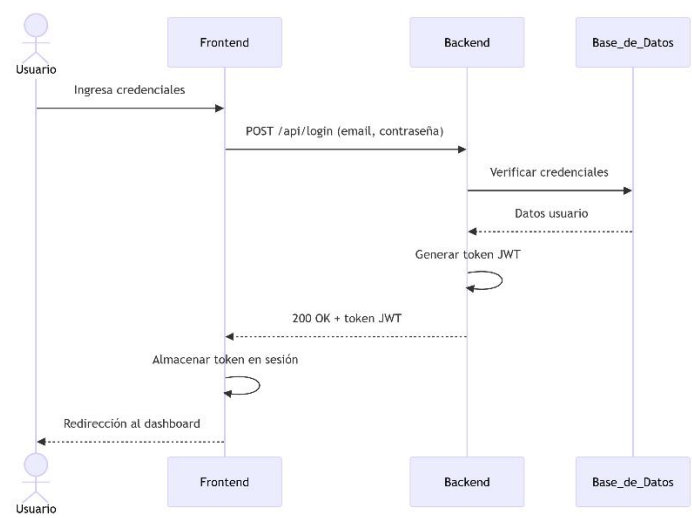 Frontend
Backend
Base_de_Datos
Usuario
Ingresa credenciales
POST /api/login (email, contraseña)
Verificar credenciales
Datos usuario
Generar token JWT
200 OK + token JWT
Almacenar token en sesión
Redirección al dashboard
Frontend
Backend
Base_de_Datos
Usuario